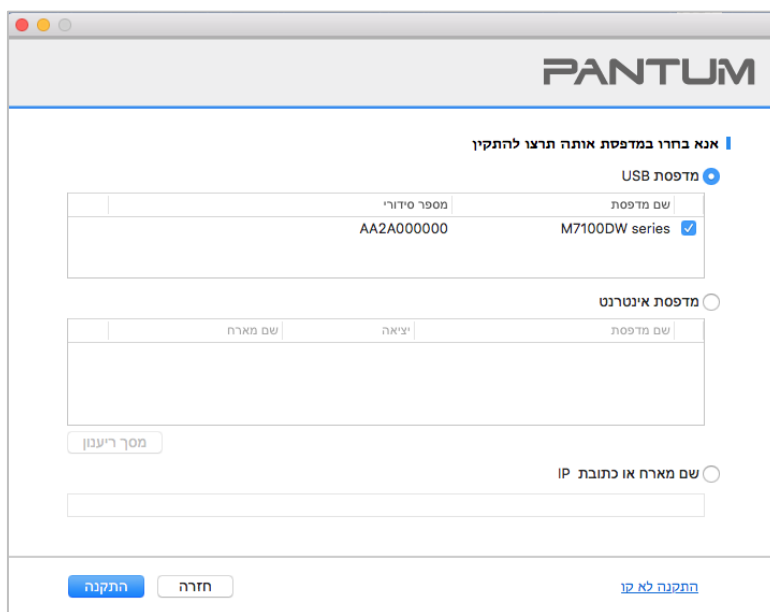 PANTUM
אנא בחרו במדפסת אותה תרצו להתקין
מדפסת USB
שם מדפסת מספר סידורי
M7100DW series AA2A000000
מדפסת אינטרנט
שם מדפסת יציאה שם מארח
מסך ריענון
שם מארח או כתובת IP
התקנה לא קו חזרה התקנה